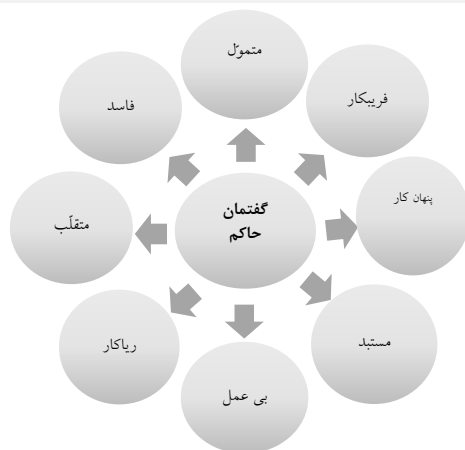 متموّل
فریبکار
فاسد
پنهان کار
گفتمان
حاکم
متقلّب
مستبد
ریاکار
بی عمل